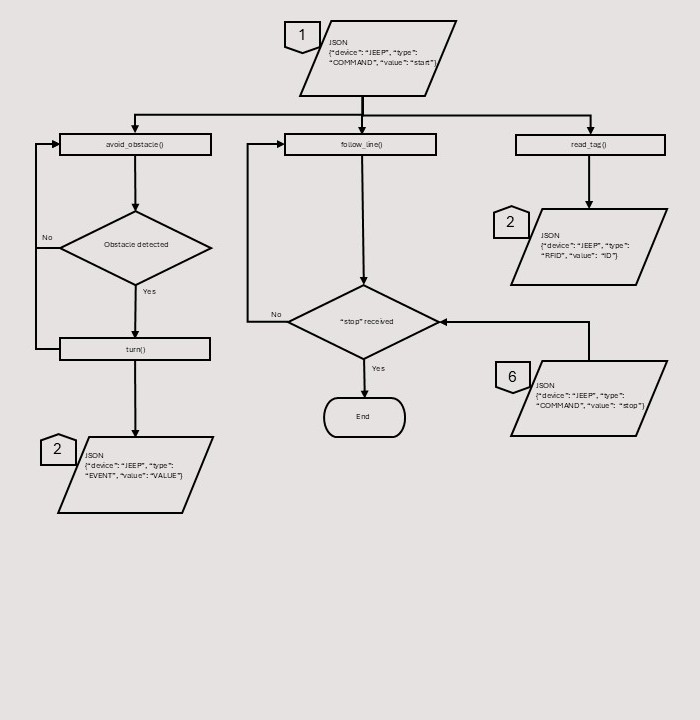 1
JSON
{"device": "JEEP", "type":
"COMMAND", "value": "start"}
avoid_obstacle()
follow_line()
read_tag()
No
Obstacle detected
Yes
2
JSON
{"device": "JEEP", "type":
"RFID", "value": "ID"}
No
"stop" received
Yes
turn()
6
JSON
{"device": "JEEP", "type":
"COMMAND", "value": "stop"}
End
2
JSON
{"device": "JEEP", "type":
"EVENT", "value": "VALUE"}